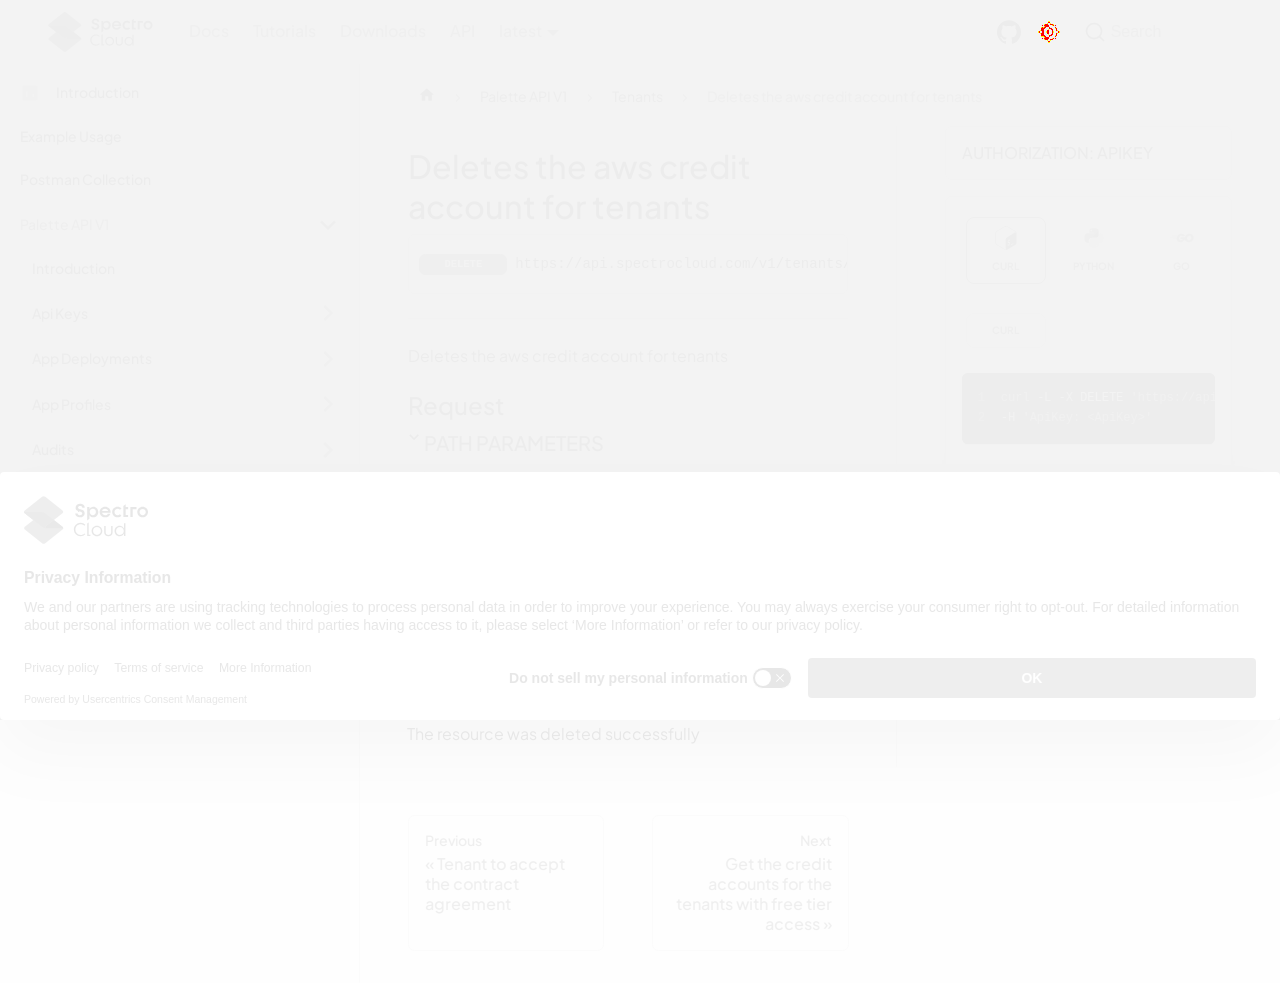 Spectro Cloud
Docs Tutorials Downloads API latest
Search
Introduction
Example Usage
Postman Collection
Palette API V1
Introduction
Api Keys
App Deployments
App Profiles
Audits
Palette API V1 Tenants Deletes the aws credit account for tenants
Deletes the aws credit
account for tenants
https://api.spectrocloud.com/v1/tenants/
Deletes the aws credit account for tenants
Request
PATH PARAMETERS
AUTHORIZATION: APIKEY
CURL PYTHON GO
CURL
DELETE
Spectro
Cloud
Privacy Information
We and our partners are using tracking technologies to process personal data in order to improve your experience. You may always exercise your consumer right to opt-out. For detailed information
about personal information we collect and third parties having access to it, please select ‘More Information’ or refer to our privacy policy.
Privacy policy Terms of service More Information
Do not sell my personal information
OK
Powered by Usercentrics Consent Management
The resource was deleted successfully
Previous
« Tenant to accept
the contract
agreement
Next
Get the credit
accounts for the
tenants with free tier
access »